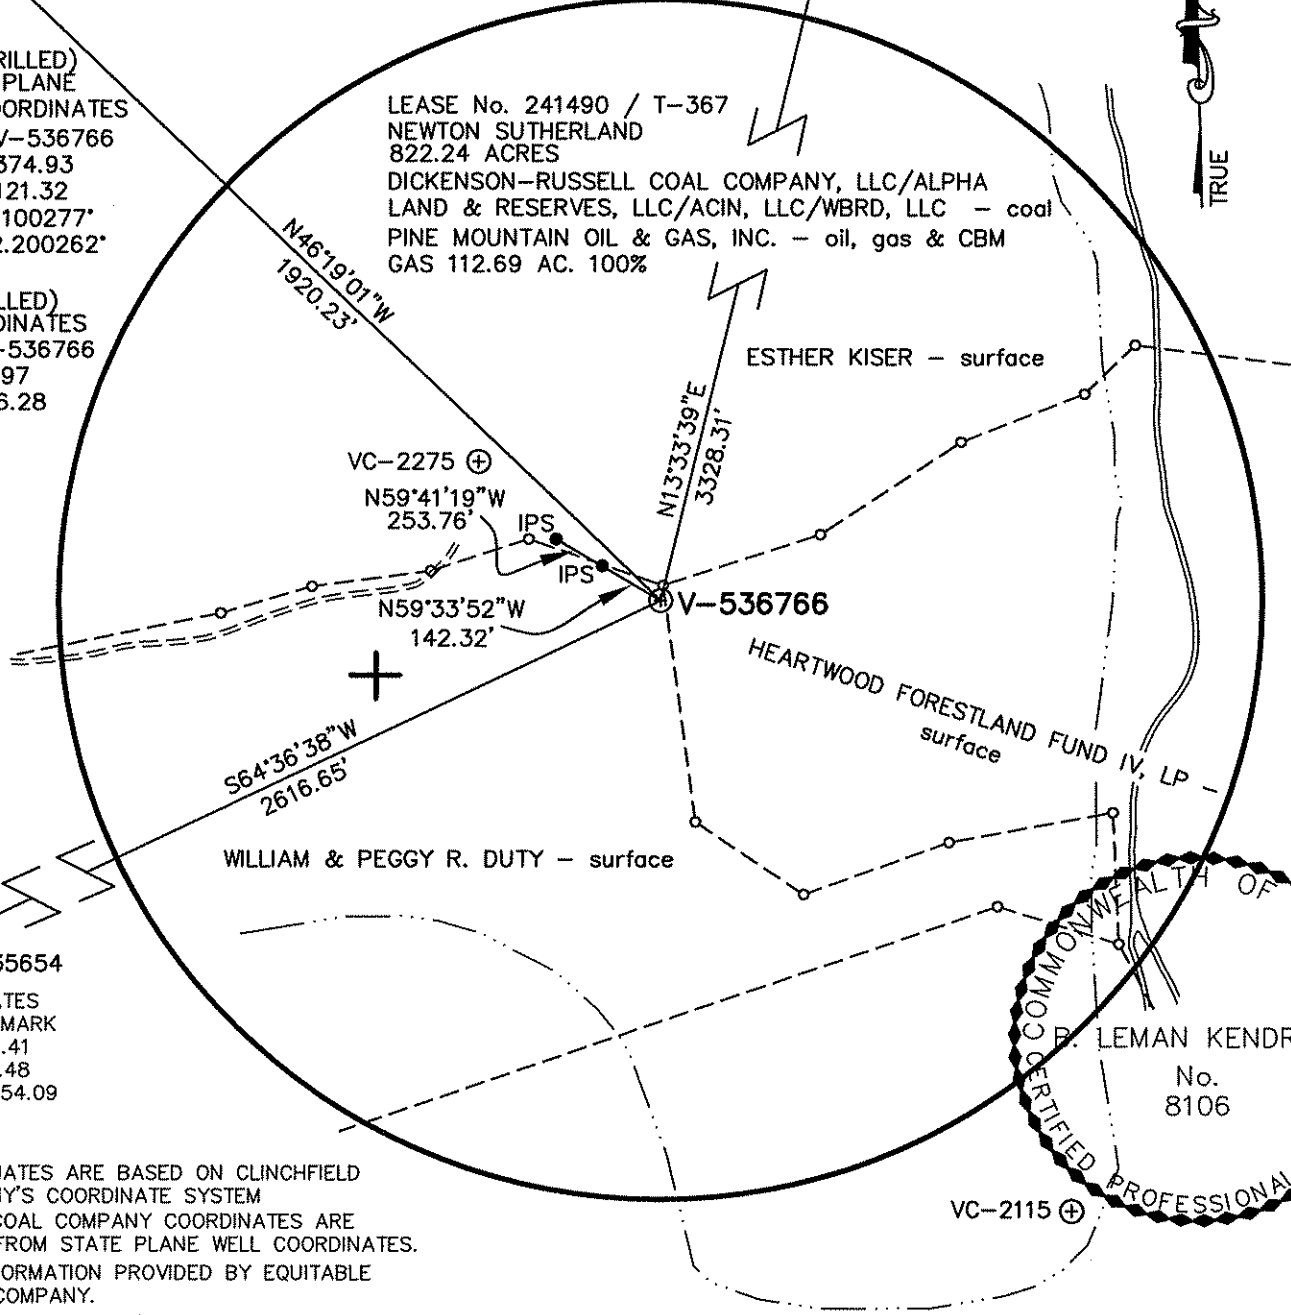 RILLED)
PLANE
OORDINATES
V-536766
374.93
121.32
100277°
2.200262°
LLED)
DINATES
-536766
97
6.28
LEASE No. 241490 / T-367
NEWTON SUTHERLAND
822.24 ACRES
DICKENSON-RUSSELL COAL COMPANY, LLC/ALPHA
LAND & RESERVES, LLC/ACIN, LLC/WBRD, LLC - coal
PINE MOUNTAIN OIL & GAS, INC. - oil, gas & CBM
GAS 112.69 AC. 100%
TRUE
N46°19'01"W
1920.23'
ESTHER KISER - surface
N13°33'39"E
3328.31'
VC-2275
N59°41'19"W
253.76'
IPS
IPS
N59°33'52"W
142.32'
V-536766
HEARTWOOD FORESTLAND FUND IV, LP -
surface
S64°36'38"W
2616.65'
WILLIAM & PEGGY R. DUTY - surface
55654
ATES
MARK
.41
.48
54.09
COMMONWEALTH OF
B. LEMAN KENDR
No.
8106
CERTIFIED PROFESSIONAL
VC-2115
NATES ARE BASED ON CLINCHFIELD
NY'S COORDINATE SYSTEM
COAL COMPANY COORDINATES ARE
FROM STATE PLANE WELL COORDINATES.
ORMATION PROVIDED BY EQUITABLE
COMPANY.